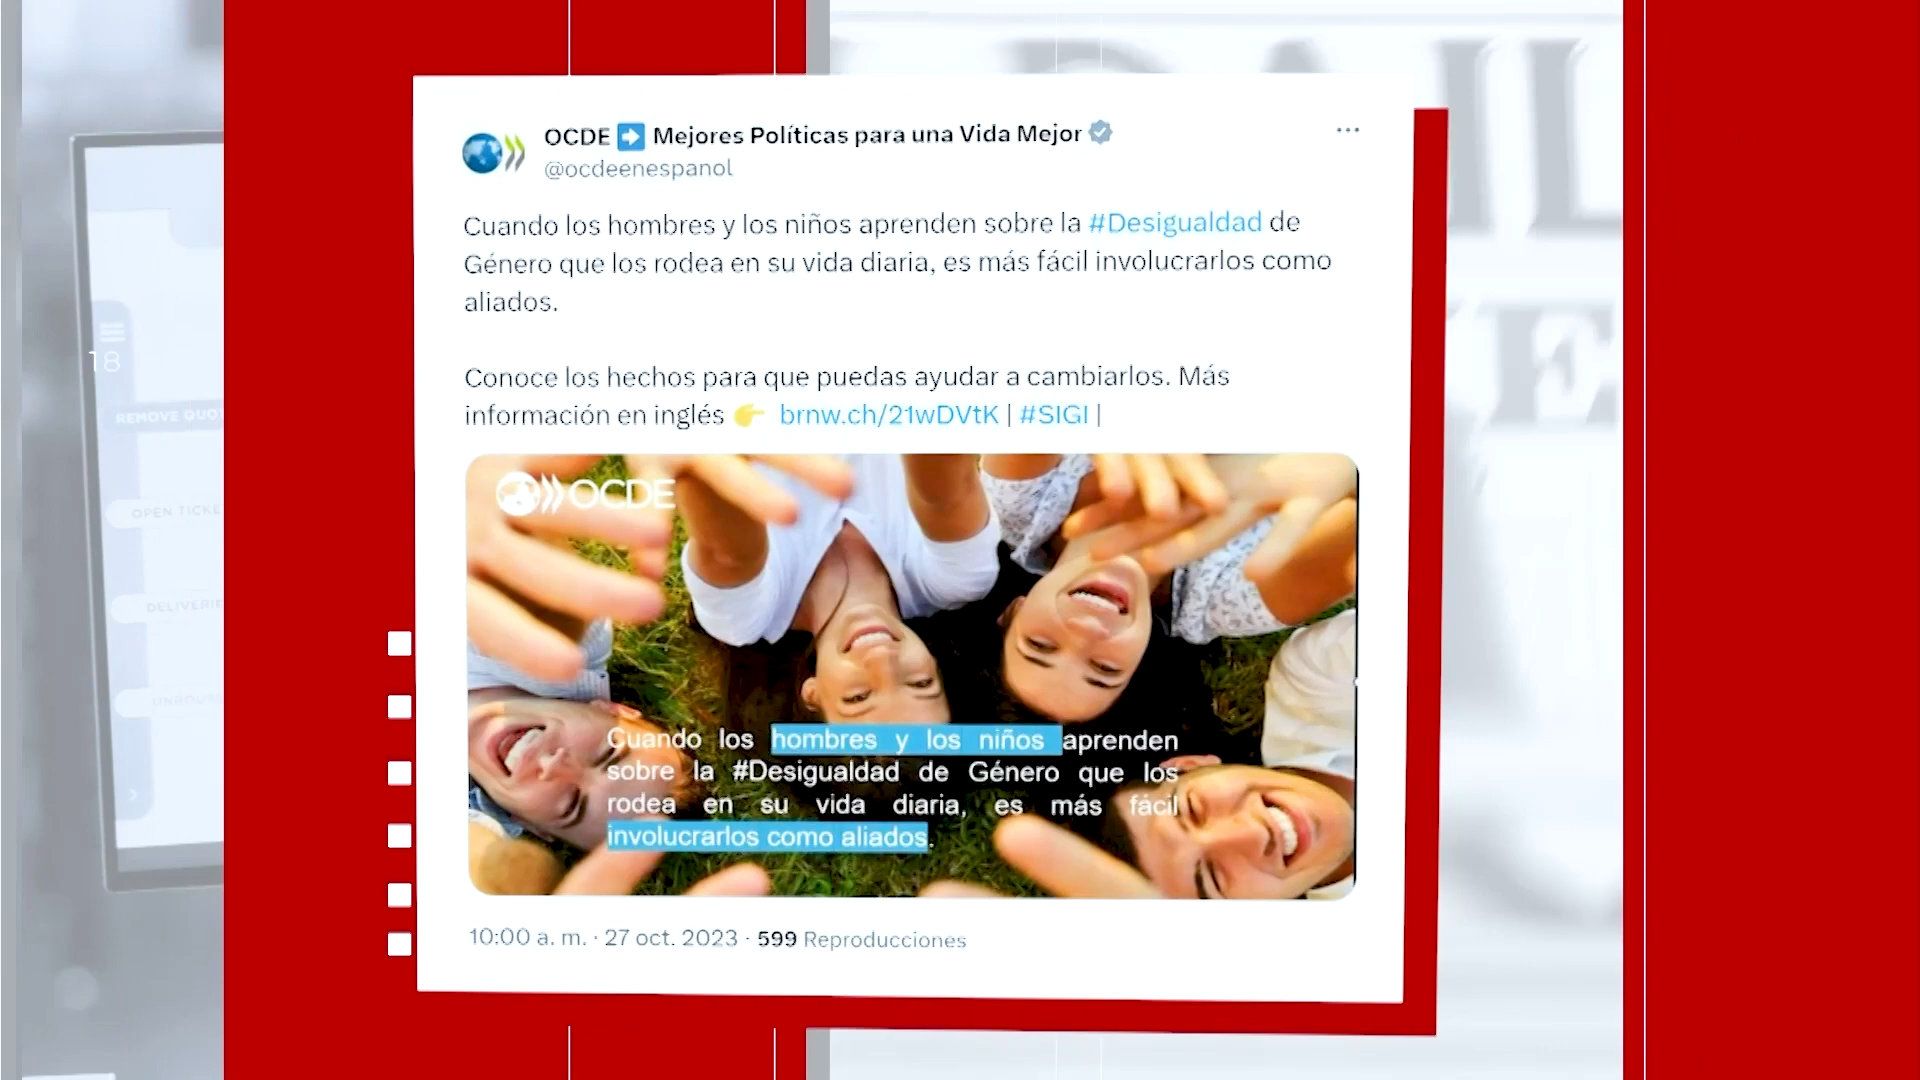 OCDE ➡️ Mejores Políticas para una Vida Mejor
@ocdeenespanol
Cuando los hombres y los niños aprenden sobre la #Desigualdad de
Género que los rodea en su vida diaria, es más fácil involucrarlos como
aliados.
Conoce los hechos para que puedas ayudar a cambiarlos. Más
información en inglés 👉 brnw.ch/21wDVtK | #SIGI |
OCDE
Cuando los hombres y los niños aprenden
sobre la #Desigualdad de Género que los
rodea en su vida diaria, es más fácil
involucrarlos como aliados.
10:00 a. m. · 27 oct. 2023 · 599 Reproducciones
18
REMOVE
OPEN